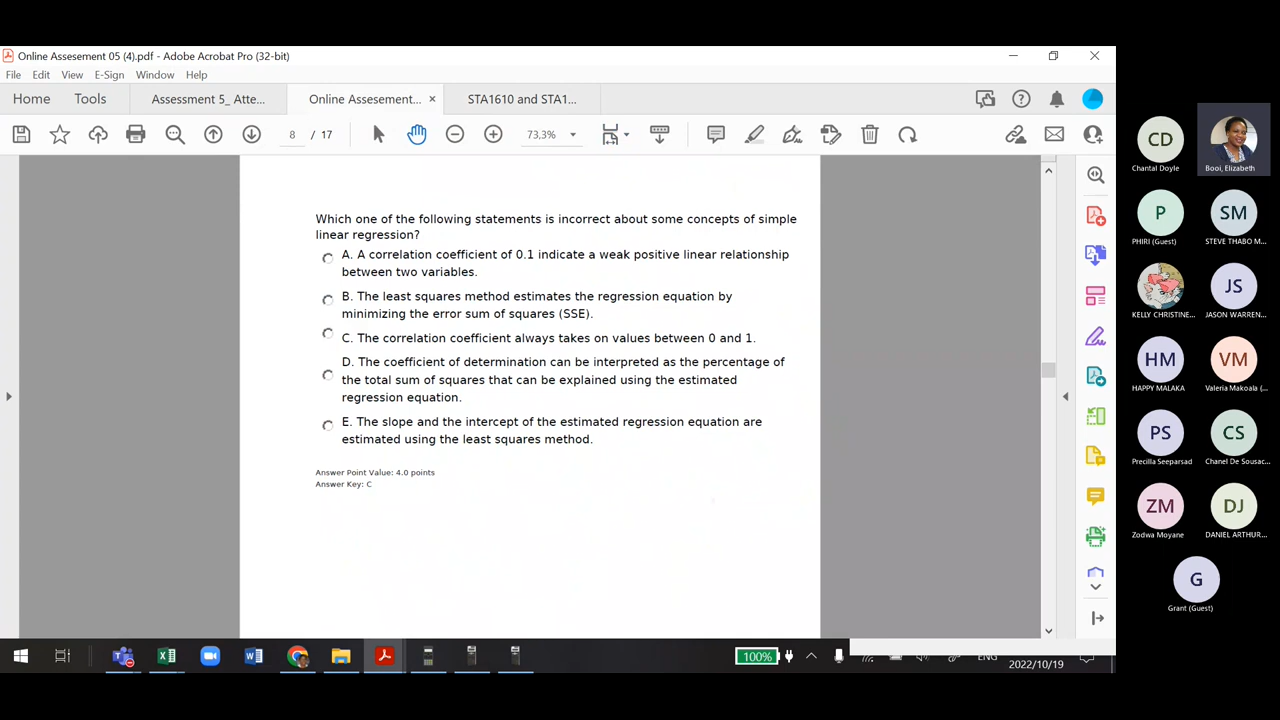 Online Assesement 05 (4).pdf - Adobe Acrobat Pro (32-bit)
File Edit View E-Sign Window Help
Home Tools Assessment 5_ Atte... Online Assesement... × STA1610 and STA1...
8 / 17 73,3%
Which one of the following statements is incorrect about some concepts of simple
linear regression?
A. A correlation coefficient of 0.1 indicate a weak positive linear relationship
between two variables.
B. The least squares method estimates the regression equation by
minimizing the error sum of squares (SSE).
C. The correlation coefficient always takes on values between 0 and 1.
D. The coefficient of determination can be interpreted as the percentage of
the total sum of squares that can be explained using the estimated
regression equation.
E. The slope and the intercept of the estimated regression equation are
estimated using the least squares method.
Answer Point Value: 4.0 points
Answer Key: C
CD
Chantal Doyle
Booi, Elizabeth
P
PHIRI (Guest)
SM
STEVE THABO M...
KELLY CHRISTINE...
JS
JASON WARREN...
HM
HAPPY MALAKA
VM
Valeria Makoala (...
PS
Precilla Seeparsad
CS
Chanel De Sousac...
ZM
Zodwa Moyane
DJ
DANIEL ARTHUR...
G
Grant (Guest)
100%
ENG
2022/10/19